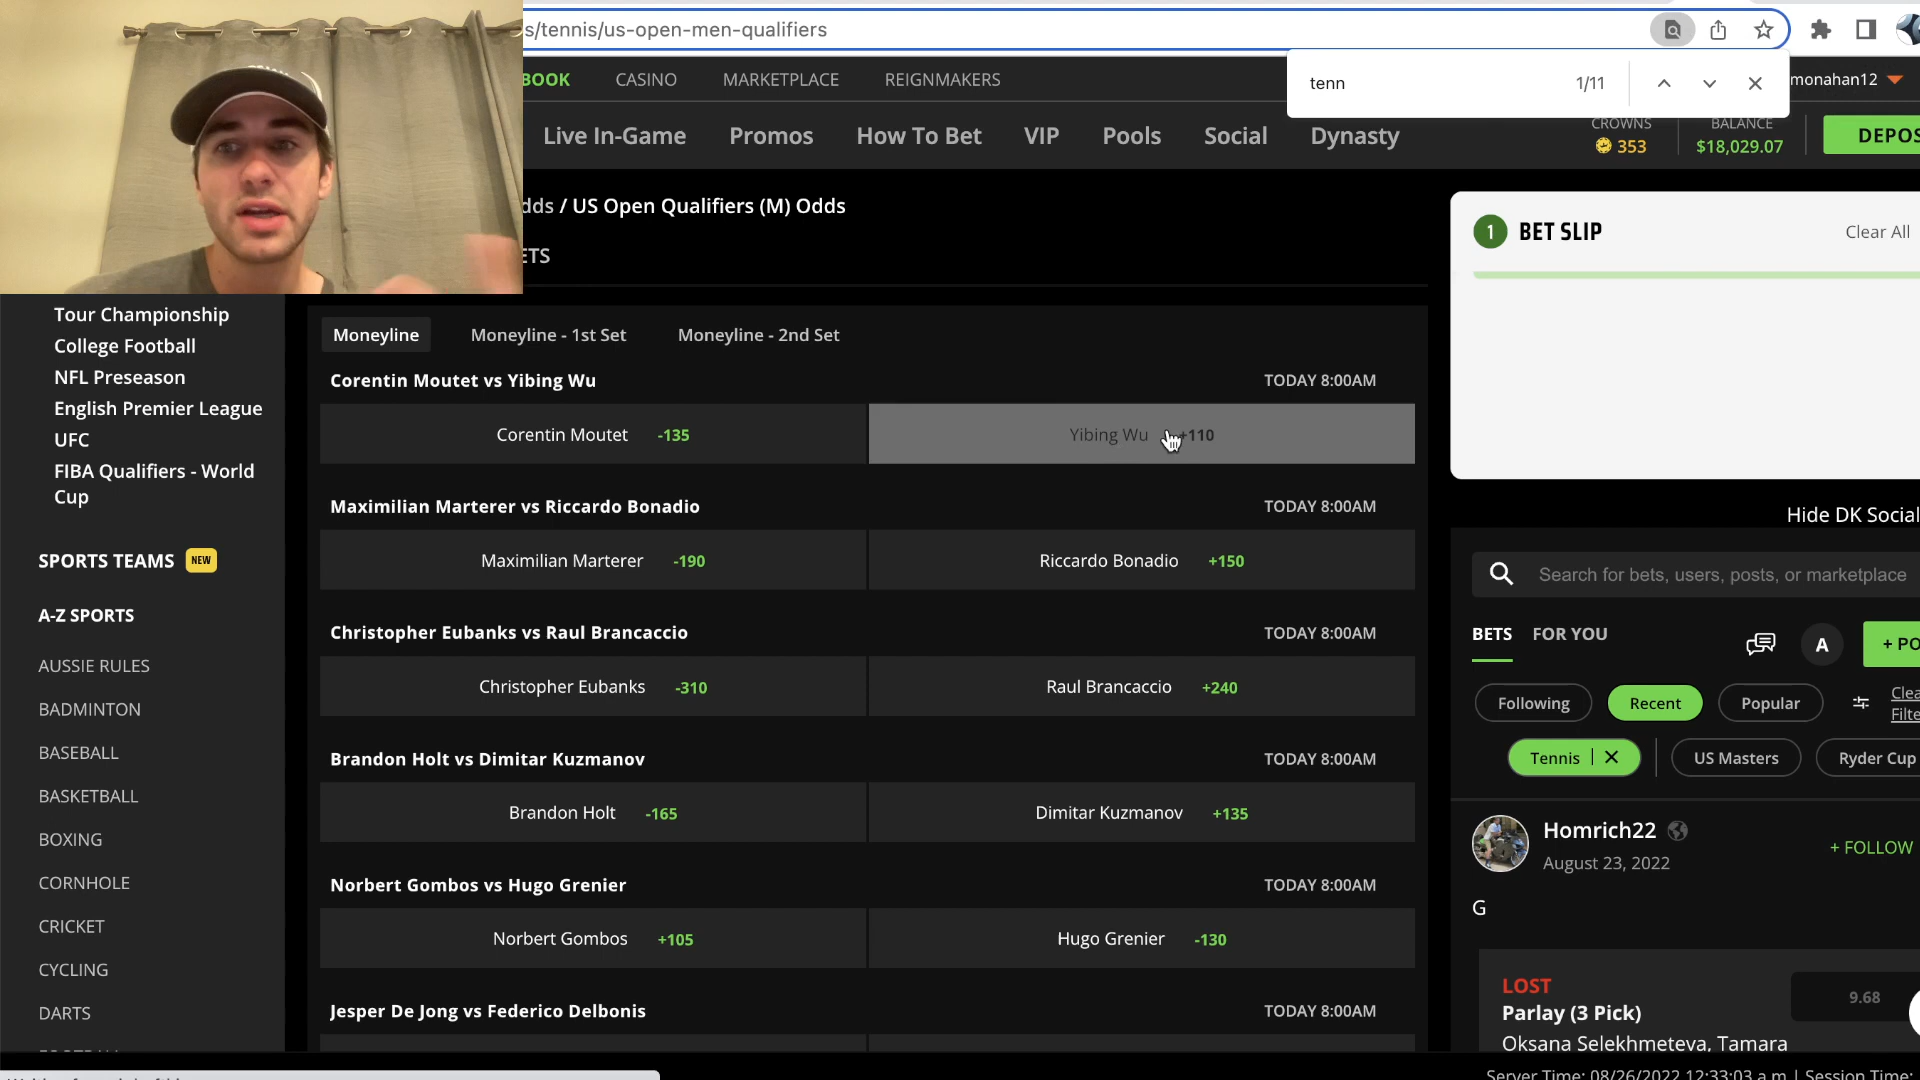 s/tennis/us-open-men-qualifiers
tenn 1/11
BOOK CASINO MARKETPLACE REIGNMAKERS
monahan12
Live In-Game Promos How To Bet VIP Pools Social Dynasty
CROWNS BALANCE
353 $18,029.07
DEPOS
dds / US Open Qualifiers (M) Odds
ETS
1 BET SLIP Clear All
Tour Championship
College Football
NFL Preseason
English Premier League
UFC
FIBA Qualifiers - World
Cup
SPORTS TEAMS NEW
A-Z SPORTS
AUSSIE RULES
BADMINTON
BASEBALL
BASKETBALL
BOXING
CORNHOLE
CRICKET
CYCLING
DARTS
Moneyline Moneyline - 1st Set Moneyline - 2nd Set
Corentin Moutet vs Yibing Wu TODAY 8:00AM
Corentin Moutet -135 Yibing Wu +110
Maximilian Marterer vs Riccardo Bonadio TODAY 8:00AM
Maximilian Marterer -190 Riccardo Bonadio +150
Christopher Eubanks vs Raul Brancaccio TODAY 8:00AM
Christopher Eubanks -310 Raul Brancaccio +240
Brandon Holt vs Dimitar Kuzmanov TODAY 8:00AM
Brandon Holt -165 Dimitar Kuzmanov +135
Norbert Gombos vs Hugo Grenier TODAY 8:00AM
Norbert Gombos +105 Hugo Grenier -130
Jesper De Jong vs Federico Delbonis TODAY 8:00AM
Hide DK Social
Search for bets, users, posts, or marketplace
BETS FOR YOU
A
+ PO
Following Recent Popular
Clea
Filte
Tennis US Masters Ryder Cup
Homrich22
August 23, 2022
+ FOLLOW
G
LOST
9.68
Parlay (3 Pick)
Oksana Selekhmeteva, Tamara
Server Time: 08/26/2022 12:33:03 a.m. | Session Time: